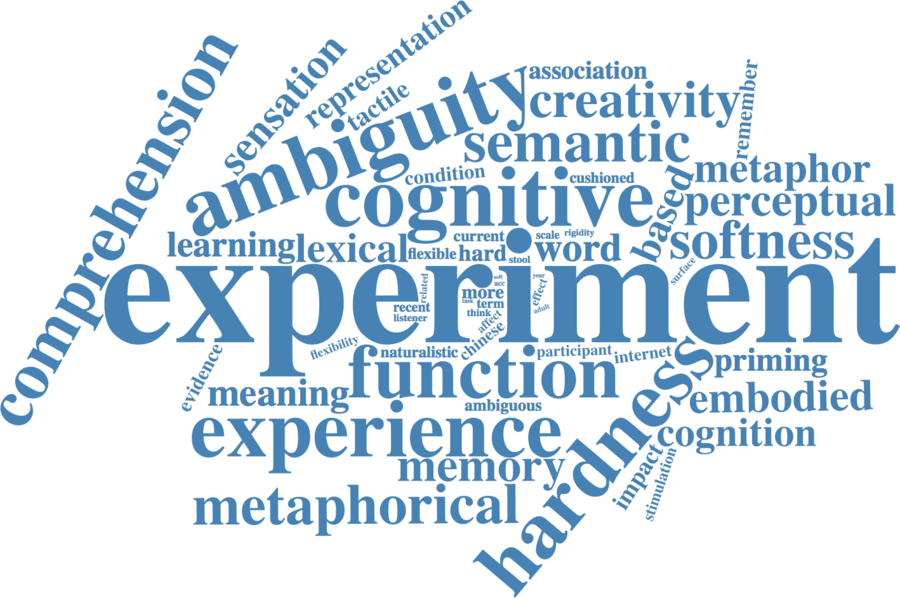 comprehension
sensation
representation
tactile
ambiguity
association
creativity
remember
semantic
condition
cushioned
metaphor
cognitive
based
perceptual
learning
lexical
current
scale
rigidity
flexible
hard
stool
word
softness
surface
experiment
related
soft
acc
year
effect
more
task
term
adult
recent
think
listener
affect
chinese
evidence
flexibility
naturalistic
participant
internet
priming
function
meaning
ambiguous
hardness
embodied
experience
cognition
memory
impact
stimulation
metaphorical